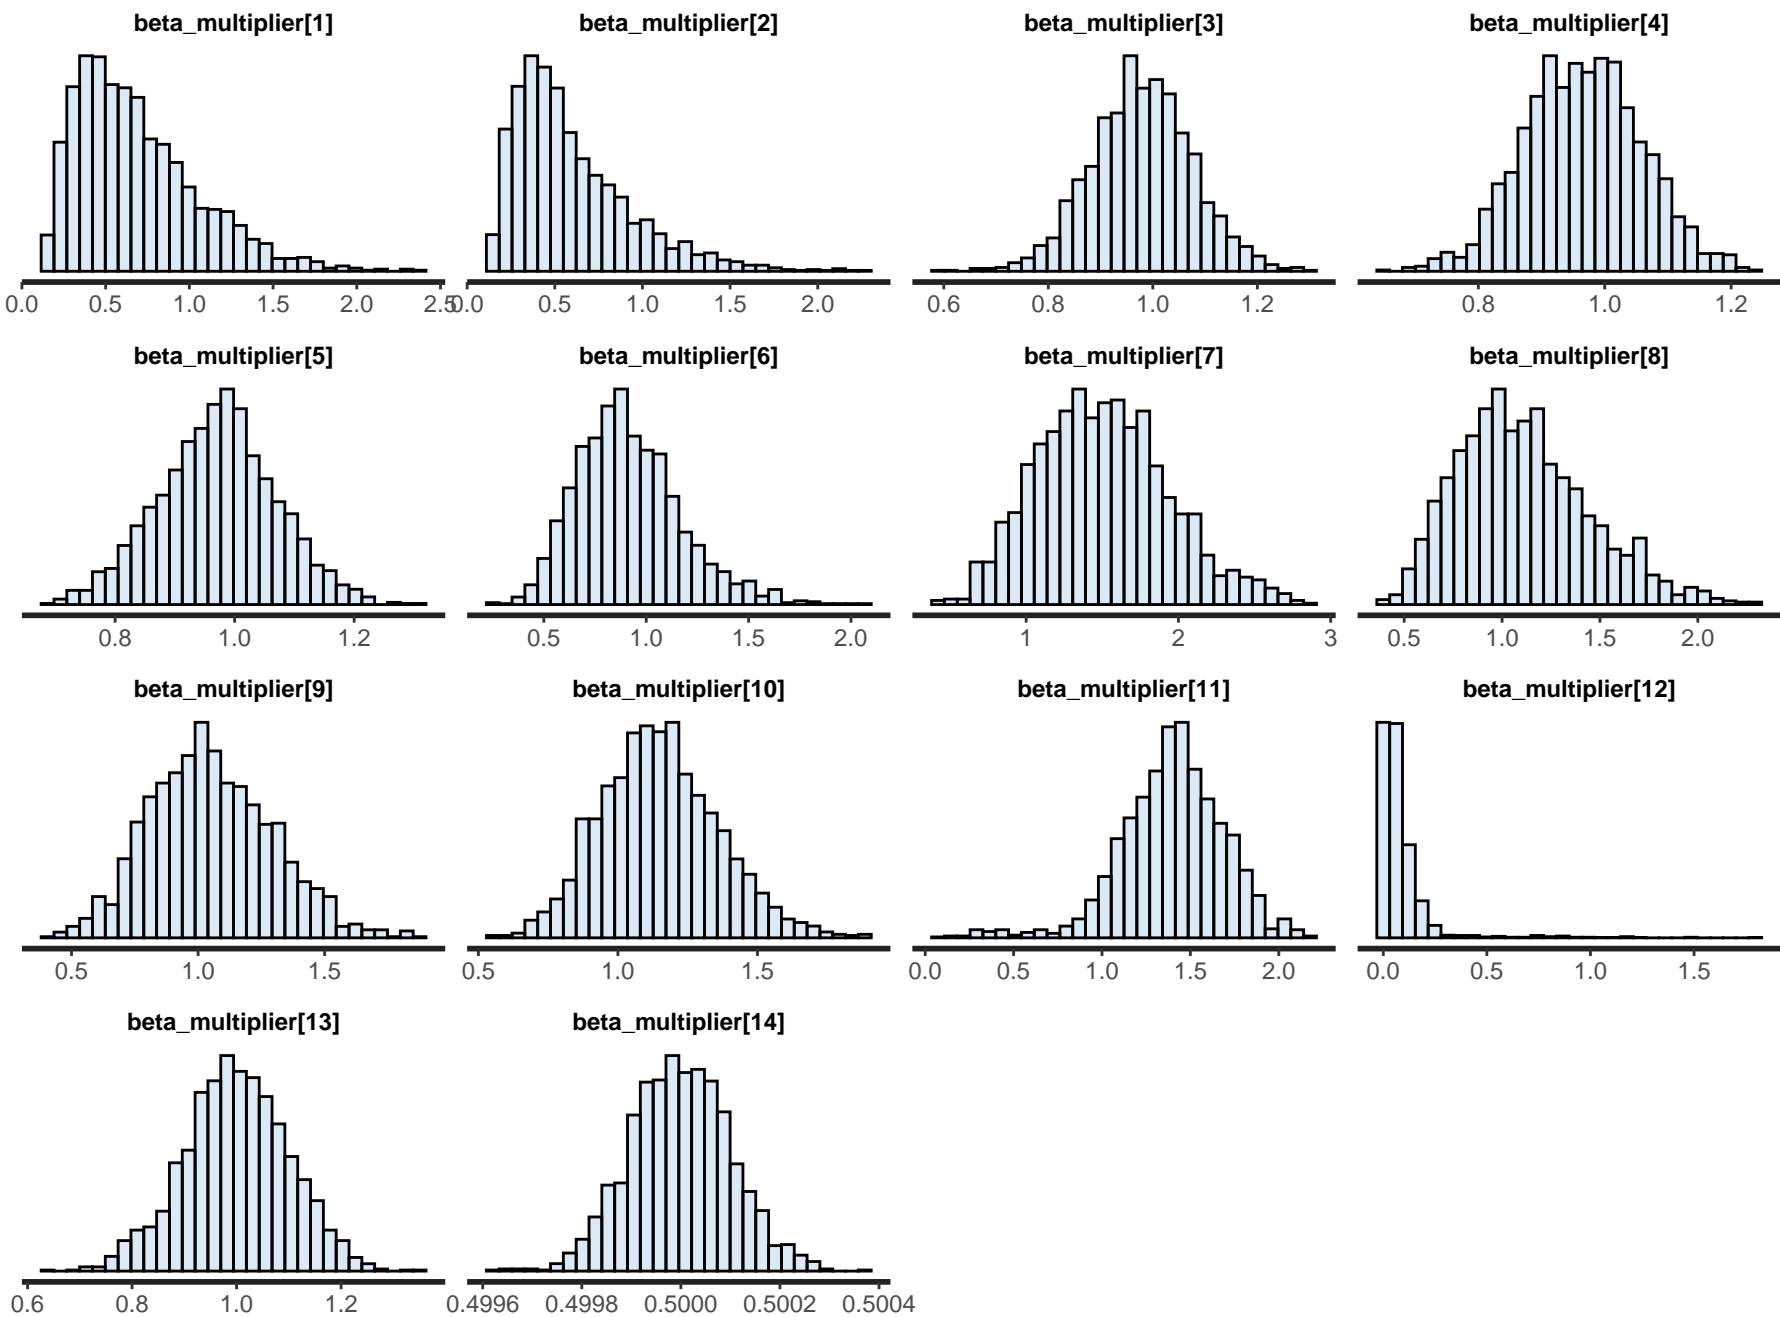 beta_multiplier[1] beta_multiplier[2] beta_multiplier[3] beta_multiplier[4]
0.0 0.5 1.0 1.5 2.0 2.5 0.0 0.5 1.0 1.5 2.0 0.6 0.8 1.0 1.2 0.8 1.0 1.2
beta_multiplier[5] beta_multiplier[6] beta_multiplier[7] beta_multiplier[8]
0.8 1.0 1.2 0.5 1.0 1.5 2.0 1 2 3 0.5 1.0 1.5 2.0
beta_multiplier[9] beta_multiplier[10] beta_multiplier[11] beta_multiplier[12]
0.5 1.0 1.5 0.5 1.0 1.5 0.0 0.5 1.0 1.5 2.0 0.0 0.5 1.0 1.5
beta_multiplier[13] beta_multiplier[14]
0.6 0.8 1.0 1.2 0.4996 0.4998 0.5000 0.5002 0.5004